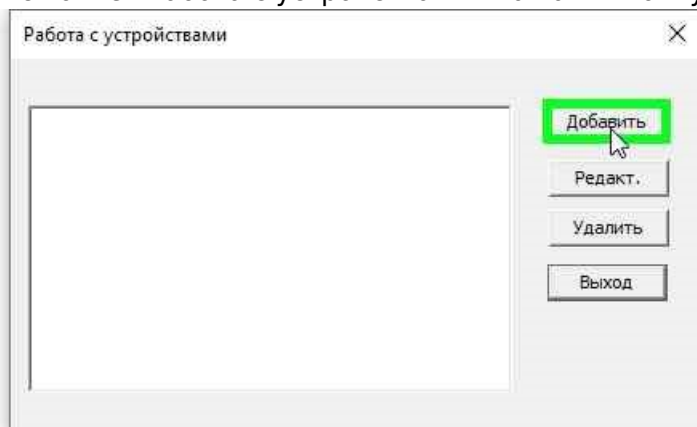 Работа с устройствами
Добавить
Редакт.
Удалить
Выход